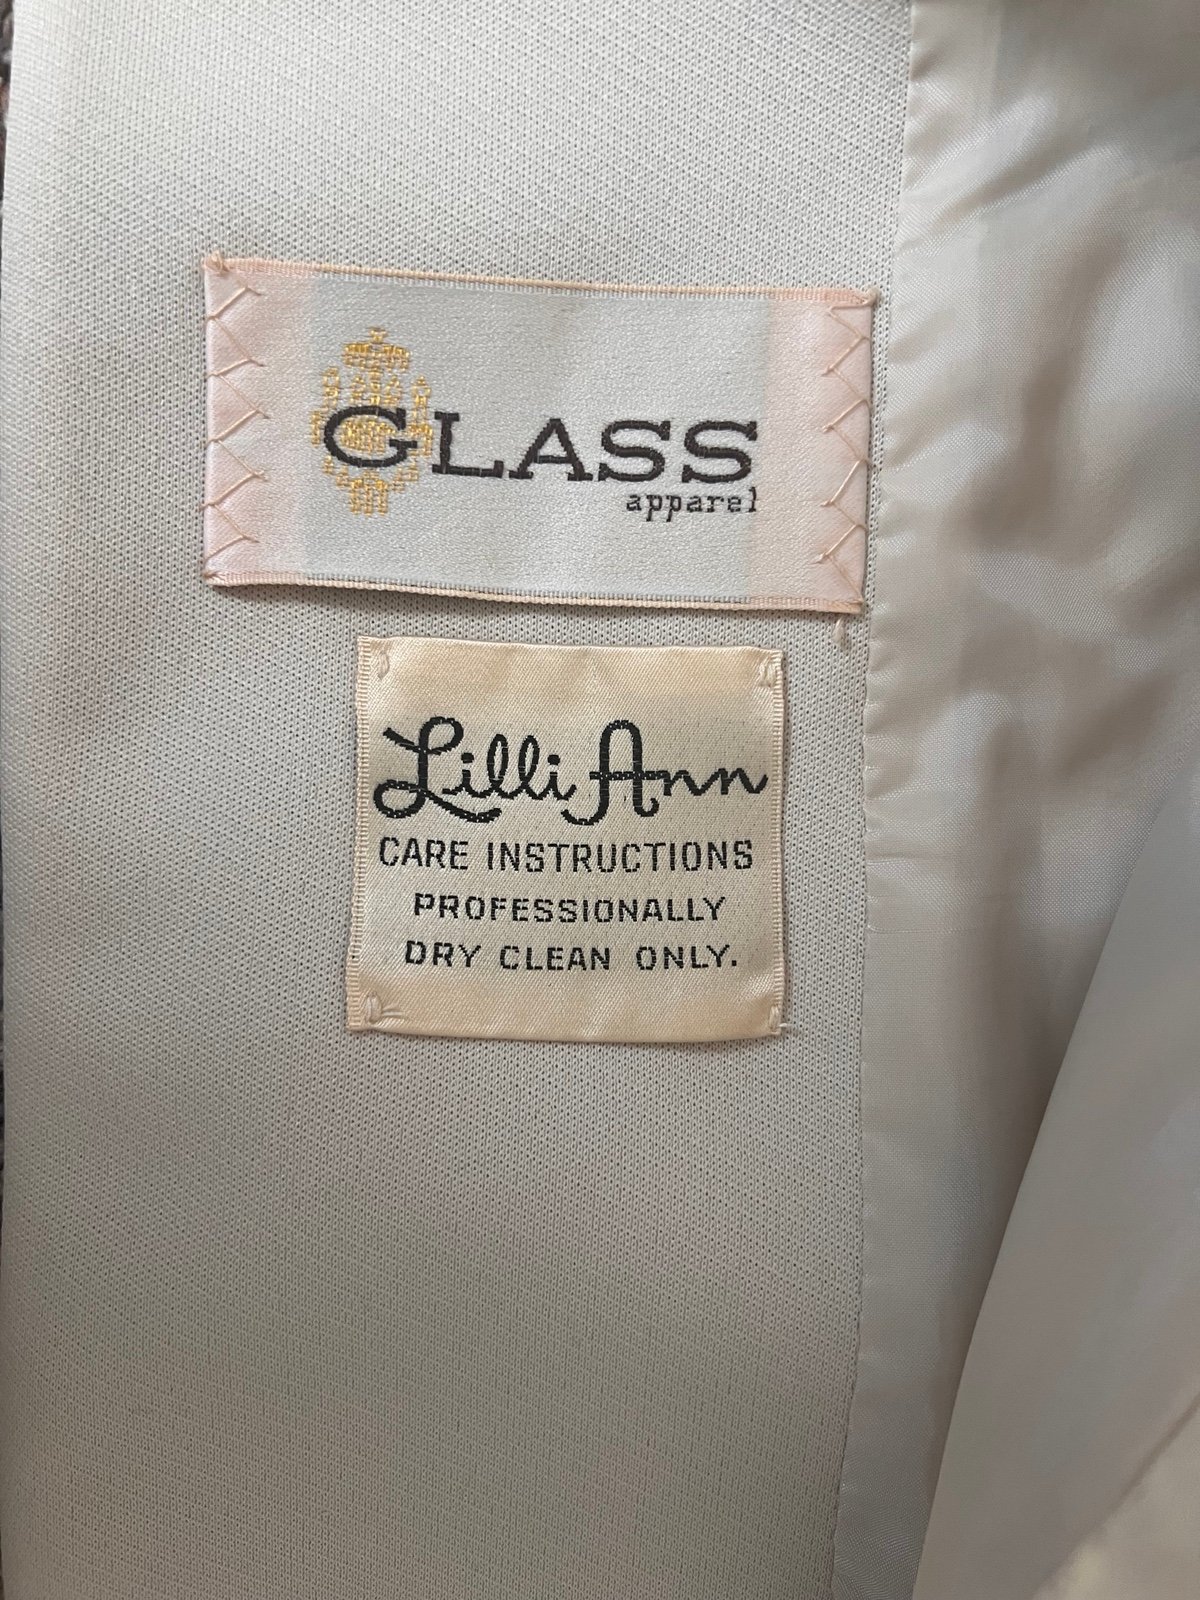 GLASS
apparel
Lilli Ann
CARE INSTRUCTIONS
PROFESSIONALLY
DRY CLEAN ONLY.